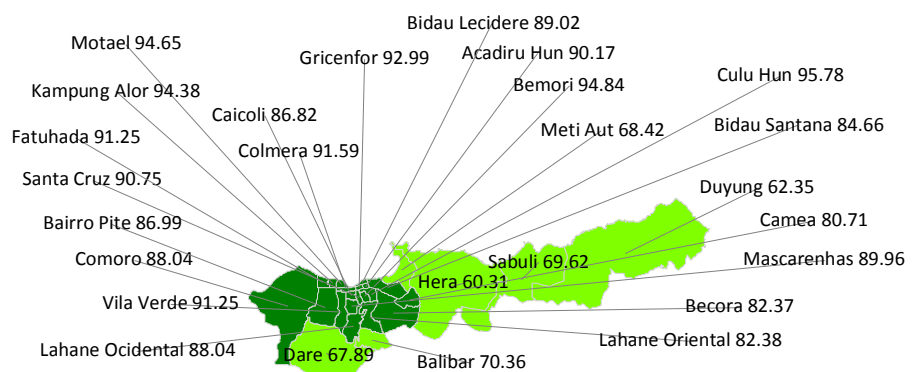 Bidau Lecidere 89.02
Motael 94.65
Acadiru Hun 90.17
Gricenfor 92.99
Culu Hun 95.78
Bemori 94.84
Kampung Alor 94.38
Caicoli 86.82
Bidau Santana 84.66
Meti Aut 68.42
Fatuhada 91.25
Colmera 91.59
Santa Cruz 90.75
Duyung 62.35
Bairro Pite 86.99
Camea 80.71
Comoro 88.04
Sabuli 69.62
Mascarenhas 89.96
Hera 60.31
Vila Verde 91.25
Becora 82.37
Lahane Oriental 82.38
Lahane Ocidental 88.04
Dare 67.89
Balibar 70.36